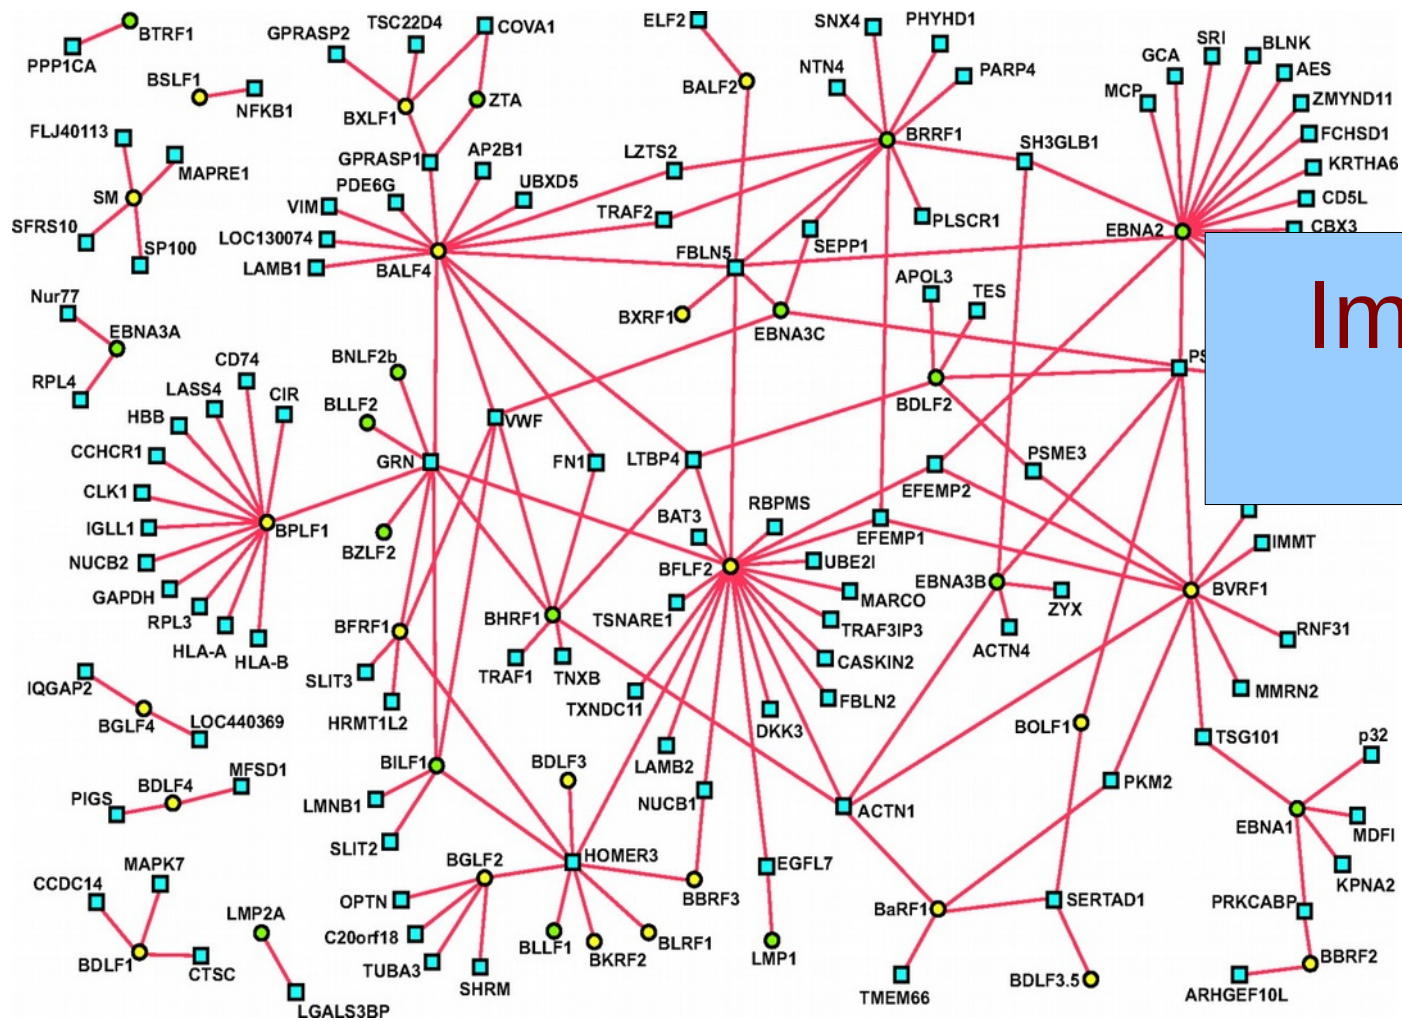 BTRF1
PPP1CA
BSLF1
NFKB1
GPRASP2
TSC22D4
COVA1
BXLF1
ZTA
ELF2
BALF2
SNX4
PHYHD1
NTN4
PARP4
BRRF1
SRI
GCA
BLNK
MCP
AES
ZMYND11
FCHSD1
KRTHA6
CD5L
CBX3
EBNA2
FLJ40113
MAPRE1
SM
SFRS10
SP100
GPRASP1
AP2B1
PDE6G
UBXD5
VIM
LOC130074
LAMB1
BALF4
LZTS2
TRAF2
SH3GLB1
PLSCR1
SEPP1
FBLN5
BXRF1
EBNA3C
APOL3
TES
BDLF2
PS
Im
Nur77
EBNA3A
RPL4
BNLF2b
BLLF2
GRN
BZLF2
VWF
FN1
LTBP4
PSME3
EFEMP2
EFEMP1
CD74
LASS4
CIR
HBB
CCHCR1
CLK1
IGLL1
NUCB2
GAPDH
RPL3
HLA-A
HLA-B
BPLF1
RBPMS
BAT3
BFLF2
UBE2I
MARCO
TSNARE1
TRAF3IP3
CASKIN2
FBLN2
DKK3
TXNDC11
LAMB2
NUCB1
EBNA3B
ZYX
ACTN4
IMMT
BVRF1
RNF31
MMRN2
TSG101
BFRF1
SLIT3
HRMT1L2
BHRF1
TRAF1
TNXB
IQGAP2
BGLF4
LOC440369
PIGS
BDLF4
MFSD1
BILF1
LMNB1
SLIT2
BDLF3
HOMER3
BGLF2
OPTN
C20orf18
TUBA3
SHRM
BLLF1
BKRF2
BLRF1
BBRF3
EGFL7
LMP1
ACTN1
BOLF1
PKM2
BaRF1
SERTAD1
TMEM66
BDLF3.5
p32
EBNA1
MDFI
KPNA2
PRKCABP
BBRF2
ARHGEF10L
CCDC14
MAPK7
BDLF1
CTSC
LMP2A
LGALS3BP